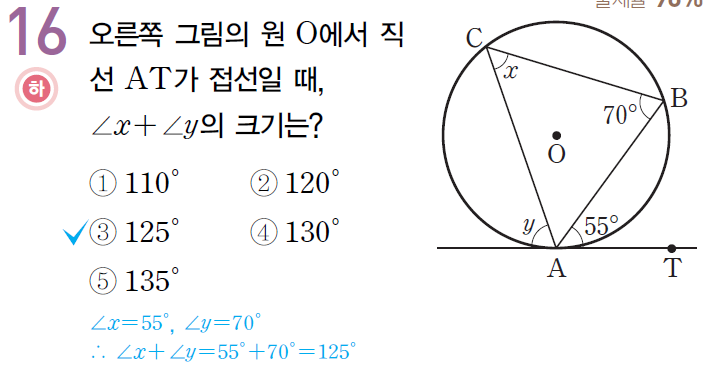 16
하
오른쪽 그림의 원 O에서 직
선 AT가 접선일 때,
∠x+∠y의 크기는?
① 110° ② 120°
③ 125° ④ 130°
⑤ 135°
∠x=55°, ∠y=70°
∴ ∠x+∠y=55°+70°=125°
C
x
B
70°
O
y
55°
A
T